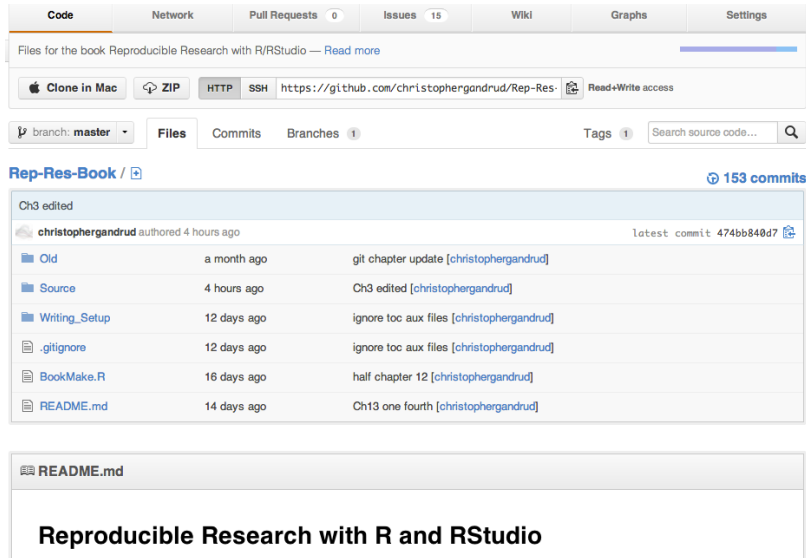 Code Network Pull Requests 0 Issues 15 Wiki Graphs Settings
Files for the book Reproducible Research with R/RStudio — Read more
Clone in Mac ZIP HTTP SSH https://github.com/christophergandrud/Rep-Res- Read+Write access
branch: master Files Commits Branches 1 Tags 1 Search source code...
Rep-Res-Book / 153 commits
Ch3 edited
christophergandrud authored 4 hours ago latest commit 474bb840d7
Old a month ago git chapter update [christophergandrud]
Source 4 hours ago Ch3 edited [christophergandrud]
Writing_Setup 12 days ago ignore toc aux files [christophergandrud]
.gitignore 12 days ago ignore toc aux files [christophergandrud]
BookMake.R 16 days ago half chapter 12 [christophergandrud]
README.md 14 days ago Ch13 one fourth [christophergandrud]
README.md
Reproducible Research with R and RStudio